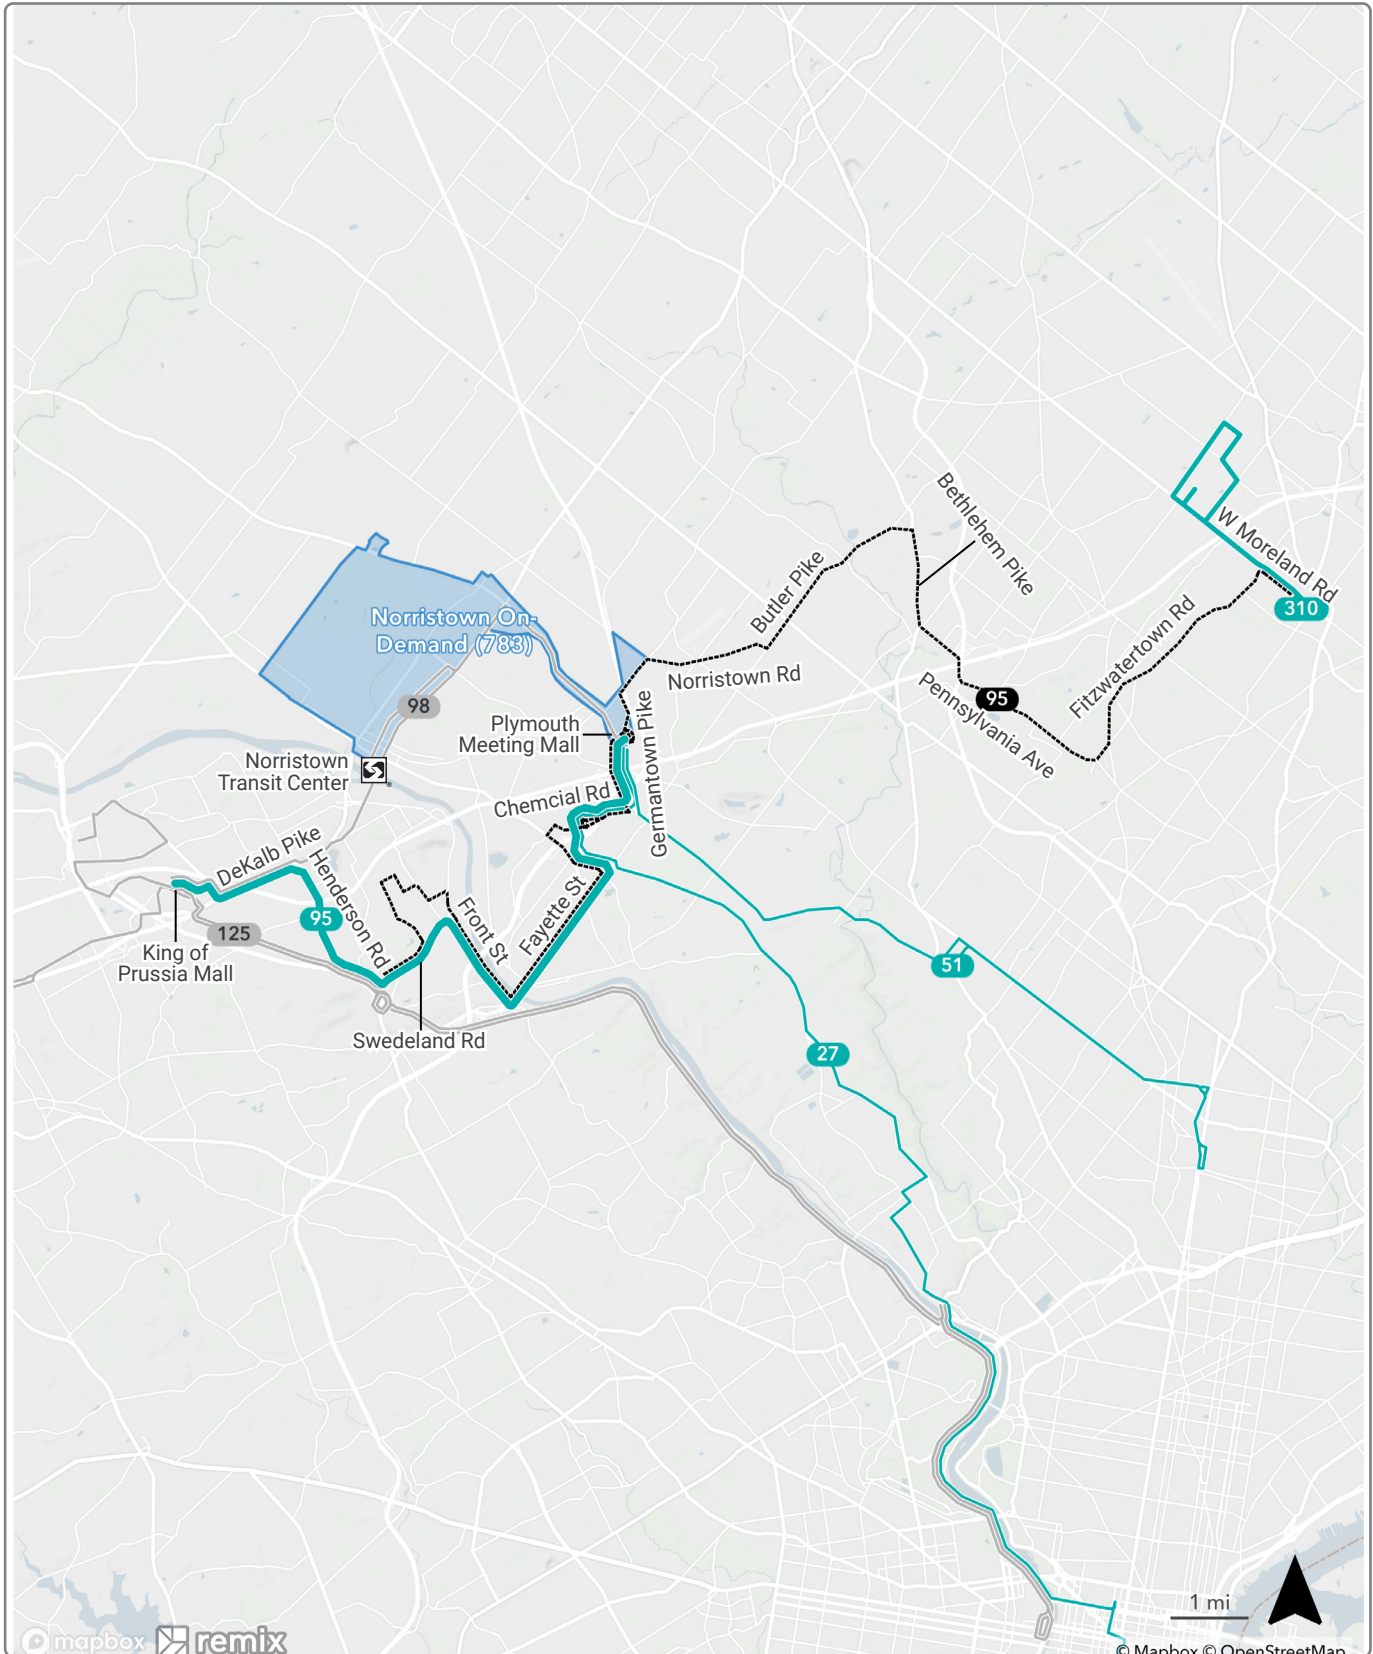 Bethlehem Pike
W Moreland Rd
310
Butler Pike
Norristown On-
Demand (783)
Norristown Rd
Fitzwatertown Rd
98
95
Pennsylvania Ave
Germantown Pike
Plymouth
Meeting Mall
Norristown
Transit Center
Chemcial Rd
DeKalb Pike
Henderson Rd
95
125
Front St
Fayette St
King of
Prussia Mall
51
Swedeland Rd
27
1 mi
mapbox
remix
© Mapbox © OpenStreetMap